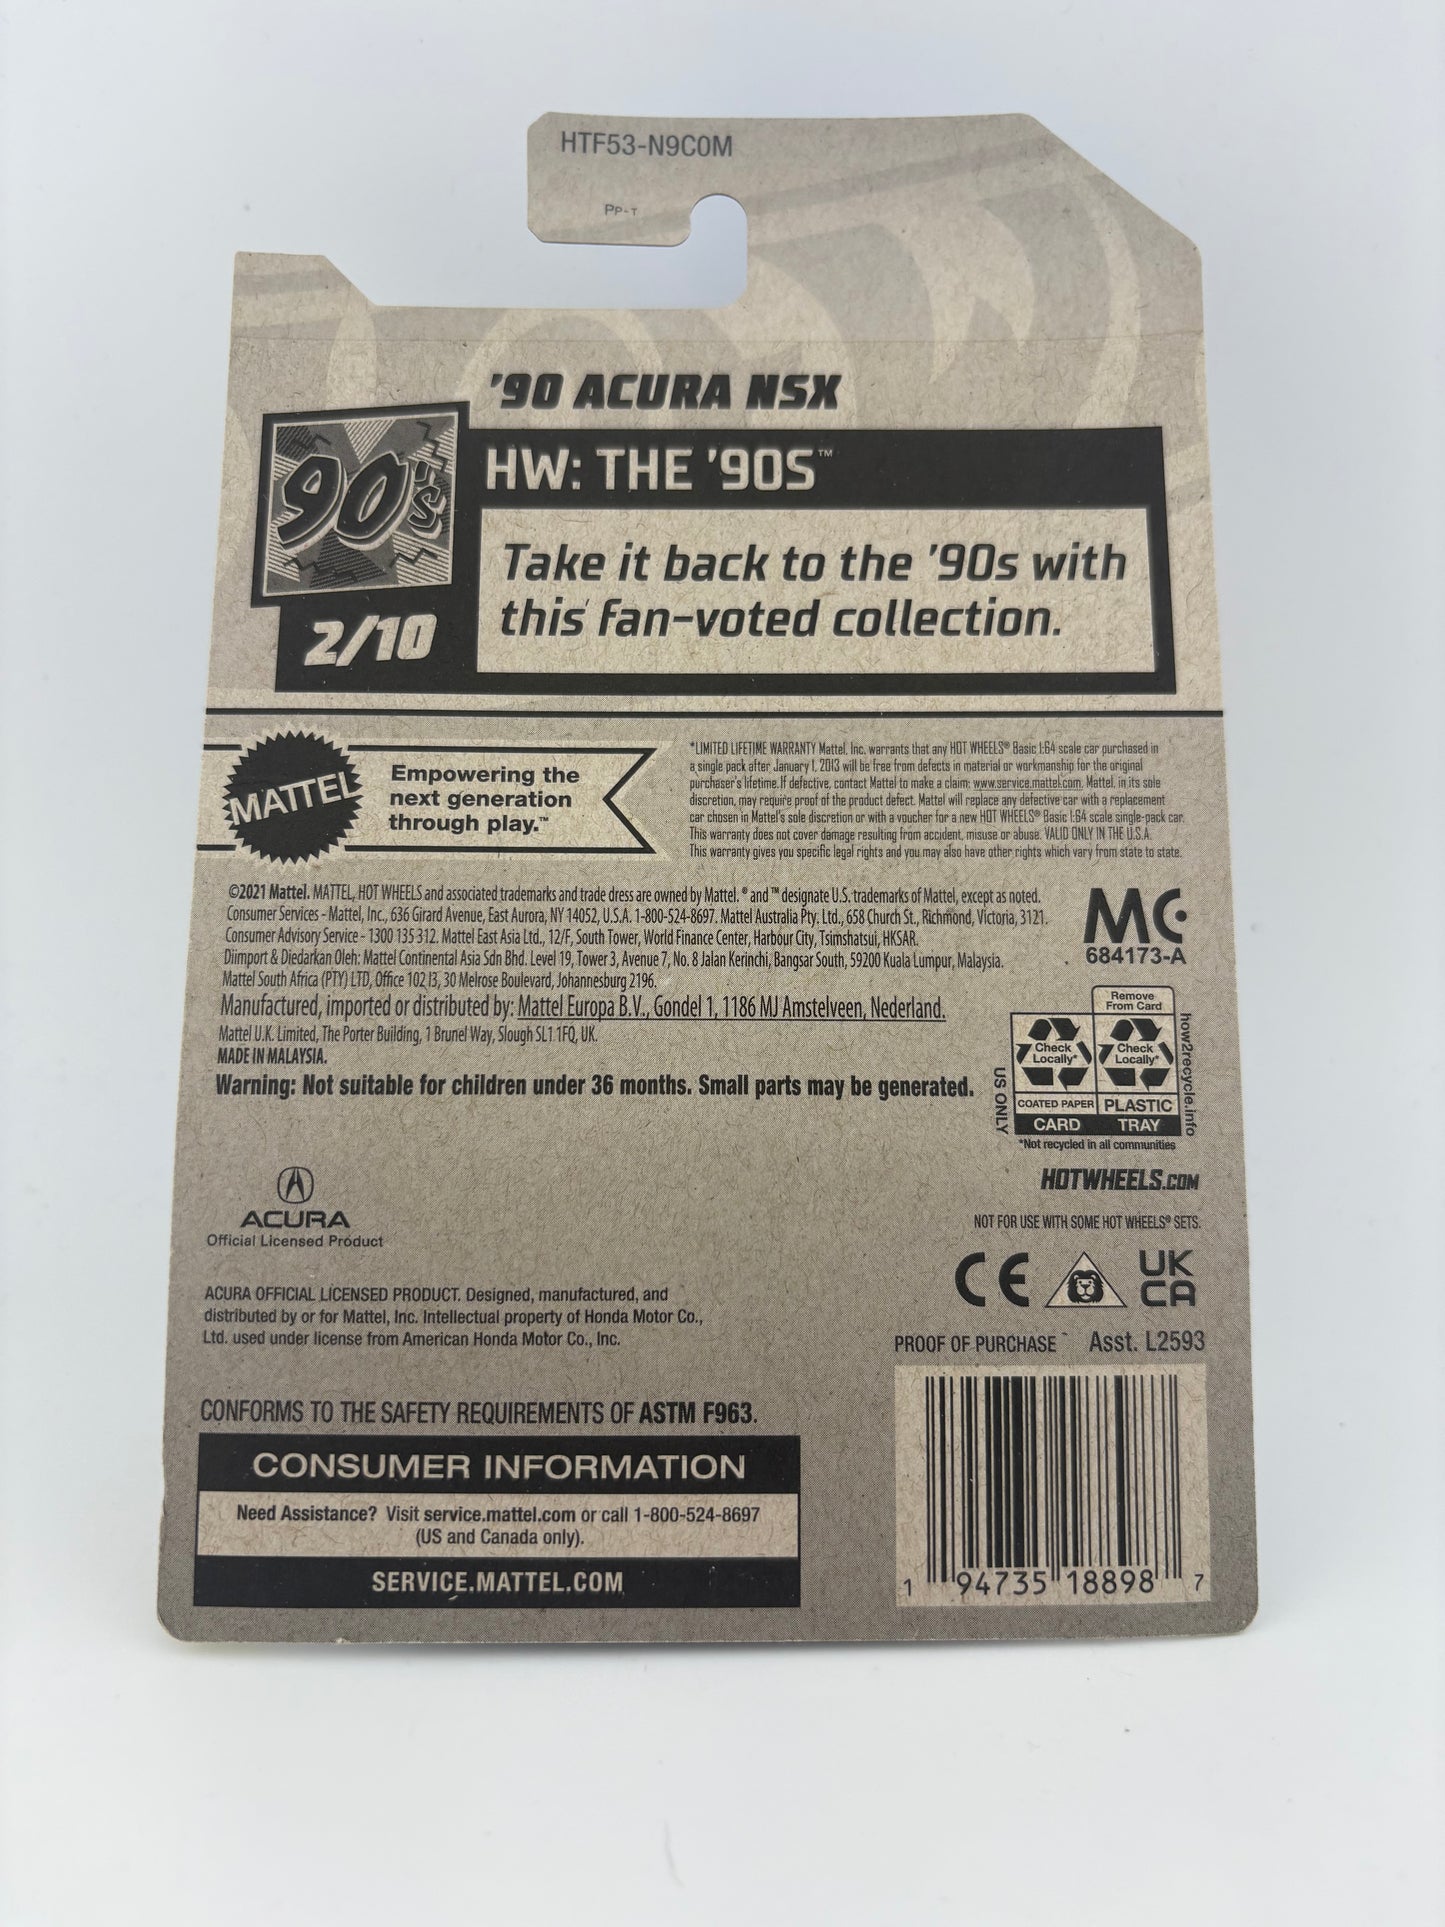 HTF53-N9C0M
PP-T
'90 ACURA NSX
90's
HW: THE '90S™
Take it back to the '90s with
this fan-voted collection.
2/10
MATTEL
Empowering the
next generation
through play.™
*LIMITED LIFETIME WARRANTY Mattel, Inc. warrants that any HOT WHEELS® Basic 1:64 scale car purchased in
a single pack after January 1, 2013 will be free from defects in material or workmanship for the original
purchaser's lifetime. If defective, contact Mattel to make a claim: www.service.mattel.com. Mattel, in its sole
discretion, may require proof of the product defect. Mattel will replace any defective car with a replacement
car chosen in Mattel's sole discretion or with a voucher for a new HOT WHEELS® Basic 1:64 scale single-pack car.
This warranty does not cover damage resulting from accident, misuse or abuse. VALID ONLY IN THE U.S.A.
This warranty gives you specific legal rights and you may also have other rights which vary from state to state.
©2021 Mattel. MATTEL, HOT WHEELS and associated trademarks and trade dress are owned by Mattel. ® and ™ designate U.S. trademarks of Mattel, except as noted.
Consumer Services - Mattel, Inc., 636 Girard Avenue, East Aurora, NY 14052, U.S.A. 1-800-524-8697. Mattel Australia Pty. Ltd., 658 Church St., Richmond, Victoria, 3121.
Consumer Advisory Service - 1300 135 312. Mattel East Asia Ltd., 12/F, South Tower, World Finance Center, Harbour City, Tsimshatsui, HKSAR.
Diimport & Diedarkan Oleh: Mattel Continental Asia Sdn Bhd. Level 19, Tower 3, Avenue 7, No. 8 Jalan Kerinchi, Bangsar South, 59200 Kuala Lumpur, Malaysia.
Mattel South Africa (PTY) LTD, Office 102 I3, 30 Melrose Boulevard, Johannesburg 2196.
Manufactured, imported or distributed by: Mattel Europa B.V., Gondel 1, 1186 MJ Amstelveen, Nederland.
Mattel U.K. Limited, The Porter Building, 1 Brunel Way, Slough SL1 1FQ, UK.
MADE IN MALAYSIA.
Warning: Not suitable for children under 36 months. Small parts may be generated.
MC
684173-A
Remove
From Card
Check
Locally*
Check
Locally*
COATED PAPER
PLASTIC
CARD
TRAY
US ONLY
how2recycle.info
*Not recycled in all communities
HOTWHEELS.COM
NOT FOR USE WITH SOME HOT WHEELS® SETS.
CE
UK
CA
ACURA
Official Licensed Product
ACURA OFFICIAL LICENSED PRODUCT. Designed, manufactured, and
distributed by or for Mattel, Inc. Intellectual property of Honda Motor Co.,
Ltd. used under license from American Honda Motor Co., Inc.
PROOF OF PURCHASE Asst. L2593
1 94735 18898 7
CONFORMS TO THE SAFETY REQUIREMENTS OF ASTM F963.
CONSUMER INFORMATION
Need Assistance? Visit service.mattel.com or call 1-800-524-8697
(US and Canada only).
SERVICE.MATTEL.COM